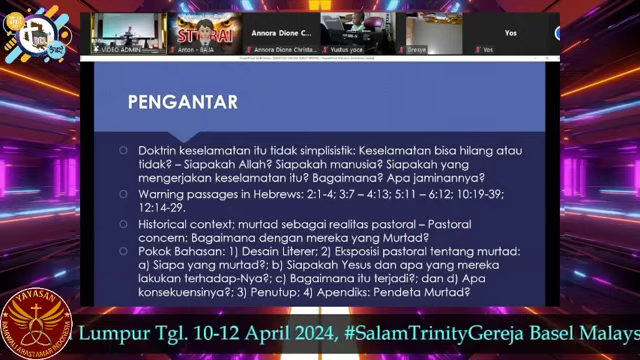 VIDEO ADMIN
Anton - BAJA
Annora Dione C...
Annora Dione Christa...
Yustus yoce
Yos
Yos
PENGANTAR
Doktrin keselamatan itu tidak simplisistik: Keselamatan bisa hilang atau
tidak? – Siapakah Allah? Siapakah manusia? Siapakah yang
mengerjakan keselamatan itu? Bagaimana? Apa jaminannya?
Warning passages in Hebrews: 2:1-4; 3:7 – 4:13; 5:11 – 6:12; 10:19-39;
12:14-29.
Historical context; murtad sebagai realitas pastoral – Pastoral
concern: Bagaimana dengan mereka yang Murtad?
Pokok Bahasan: 1) Desain Literer; 2) Eksposisi pastoral tentang murtad:
a) Siapa yang murtad?; b) Siapakah Yesus dan apa yang mereka
lakukan terhadap-Nya?; c) Bagaimana itu terjadi?; dan d) Apa
konsekuensinya?; 3) Penutup; 4) Apendiks: Pendeta Murtad?
YAYASAN
Lumpur Tgl. 10-12 April 2024, #SalamTrinityGereja Basel Malays